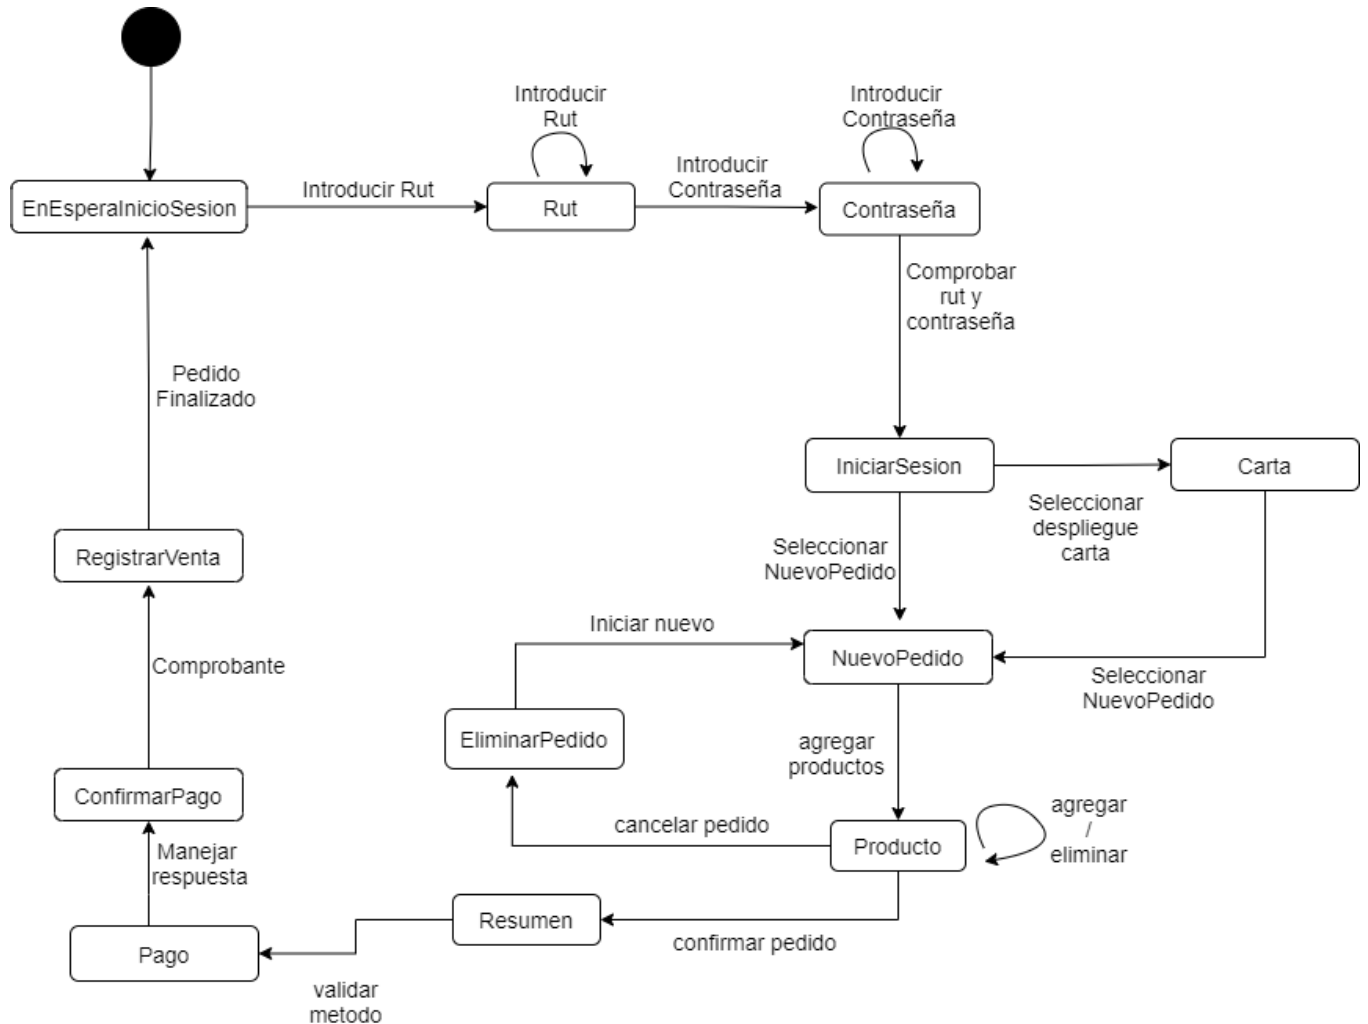 Introducir
Rut
Introducir
Contraseña
EnEsperaInicioSesion
Introducir Rut
Rut
Introducir
Contraseña
Contraseña
Comprobar
rut y
contraseña
Pedido
Finalizado
IniciarSesion
Carta
Seleccionar
despliegue
carta
RegistrarVenta
Seleccionar
NuevoPedido
Iniciar nuevo
NuevoPedido
Comprobante
Seleccionar
NuevoPedido
EliminarPedido
agregar
productos
ConfirmarPago
cancelar pedido
Producto
agregar
/
eliminar
Manejar
respuesta
Resumen
confirmar pedido
Pago
validar
metodo